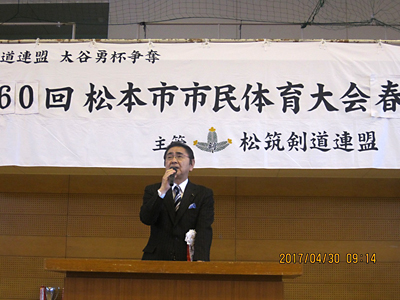 道連盟 太谷勇杯争奪
60回 松本市市民体育大会春
主管 松筑剣道連盟
2017/04/30 09:14